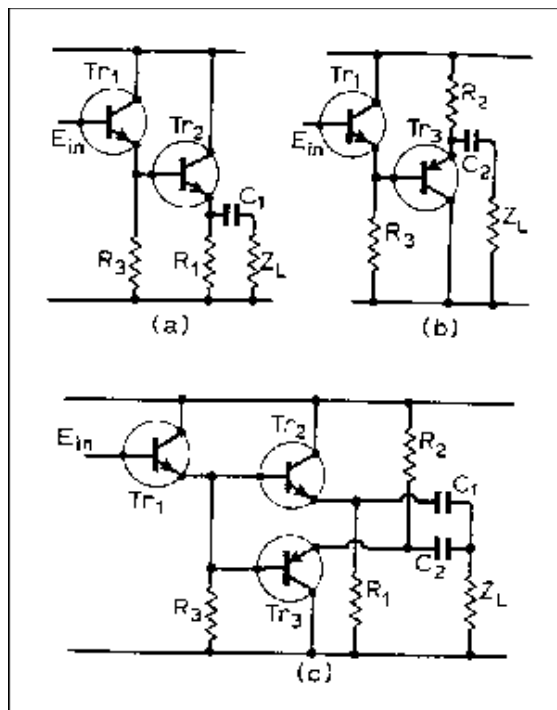 Tr1
Ein
Tr2
C1
R3
R1
ZL
(a)
Tr1
Ein
R2
Tr3
C2
R3
ZL
(b)
Ein
Tr1
Tr2
R2
C1
C2
R3
Tr3
R1
ZL
(c)